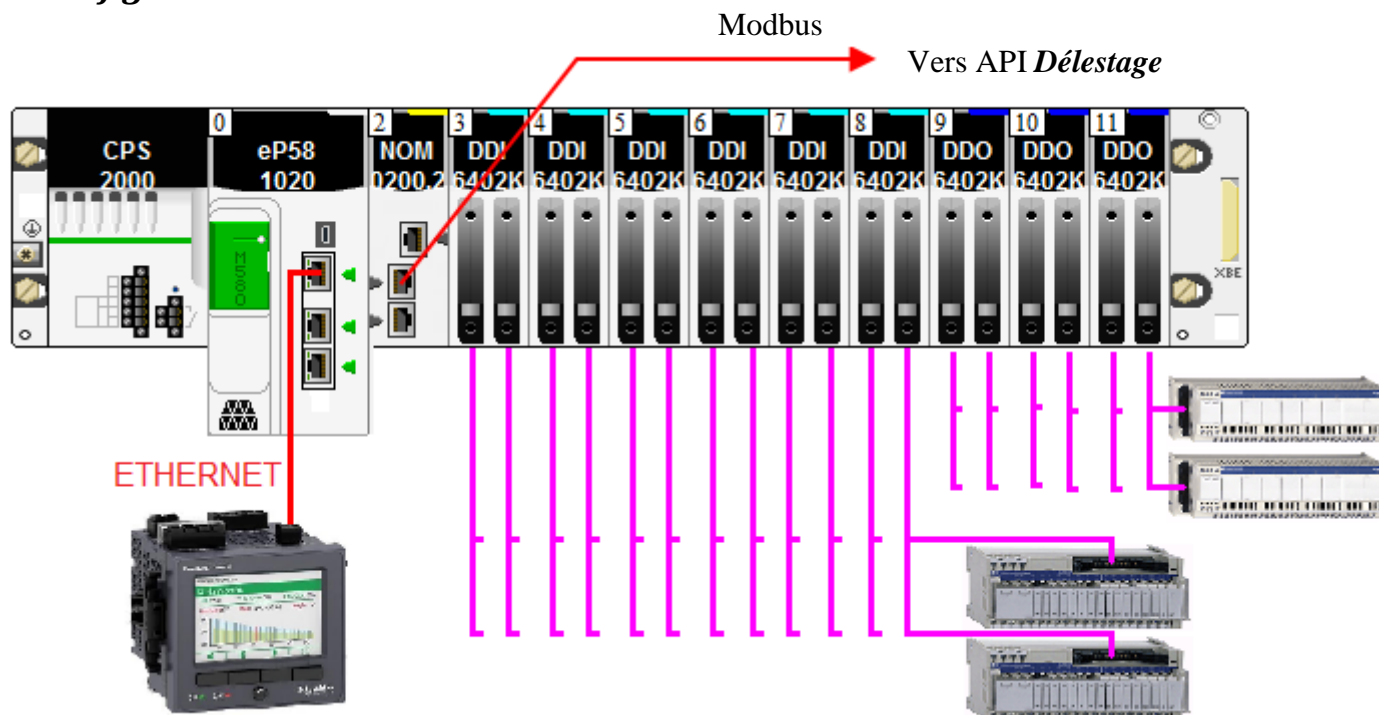 Modbus
Vers API Délestage
0 2 3 4 5 6 7 8 9 10 11
CPS eP58 NOM DDI DDI DDI DDI DDI DDI DDO DDO DDO
2000 1020 0200.2 6402K 6402K 6402K 6402K 6402K 6402K 6402K 6402K 6402K
M580
XBE
ETHERNET